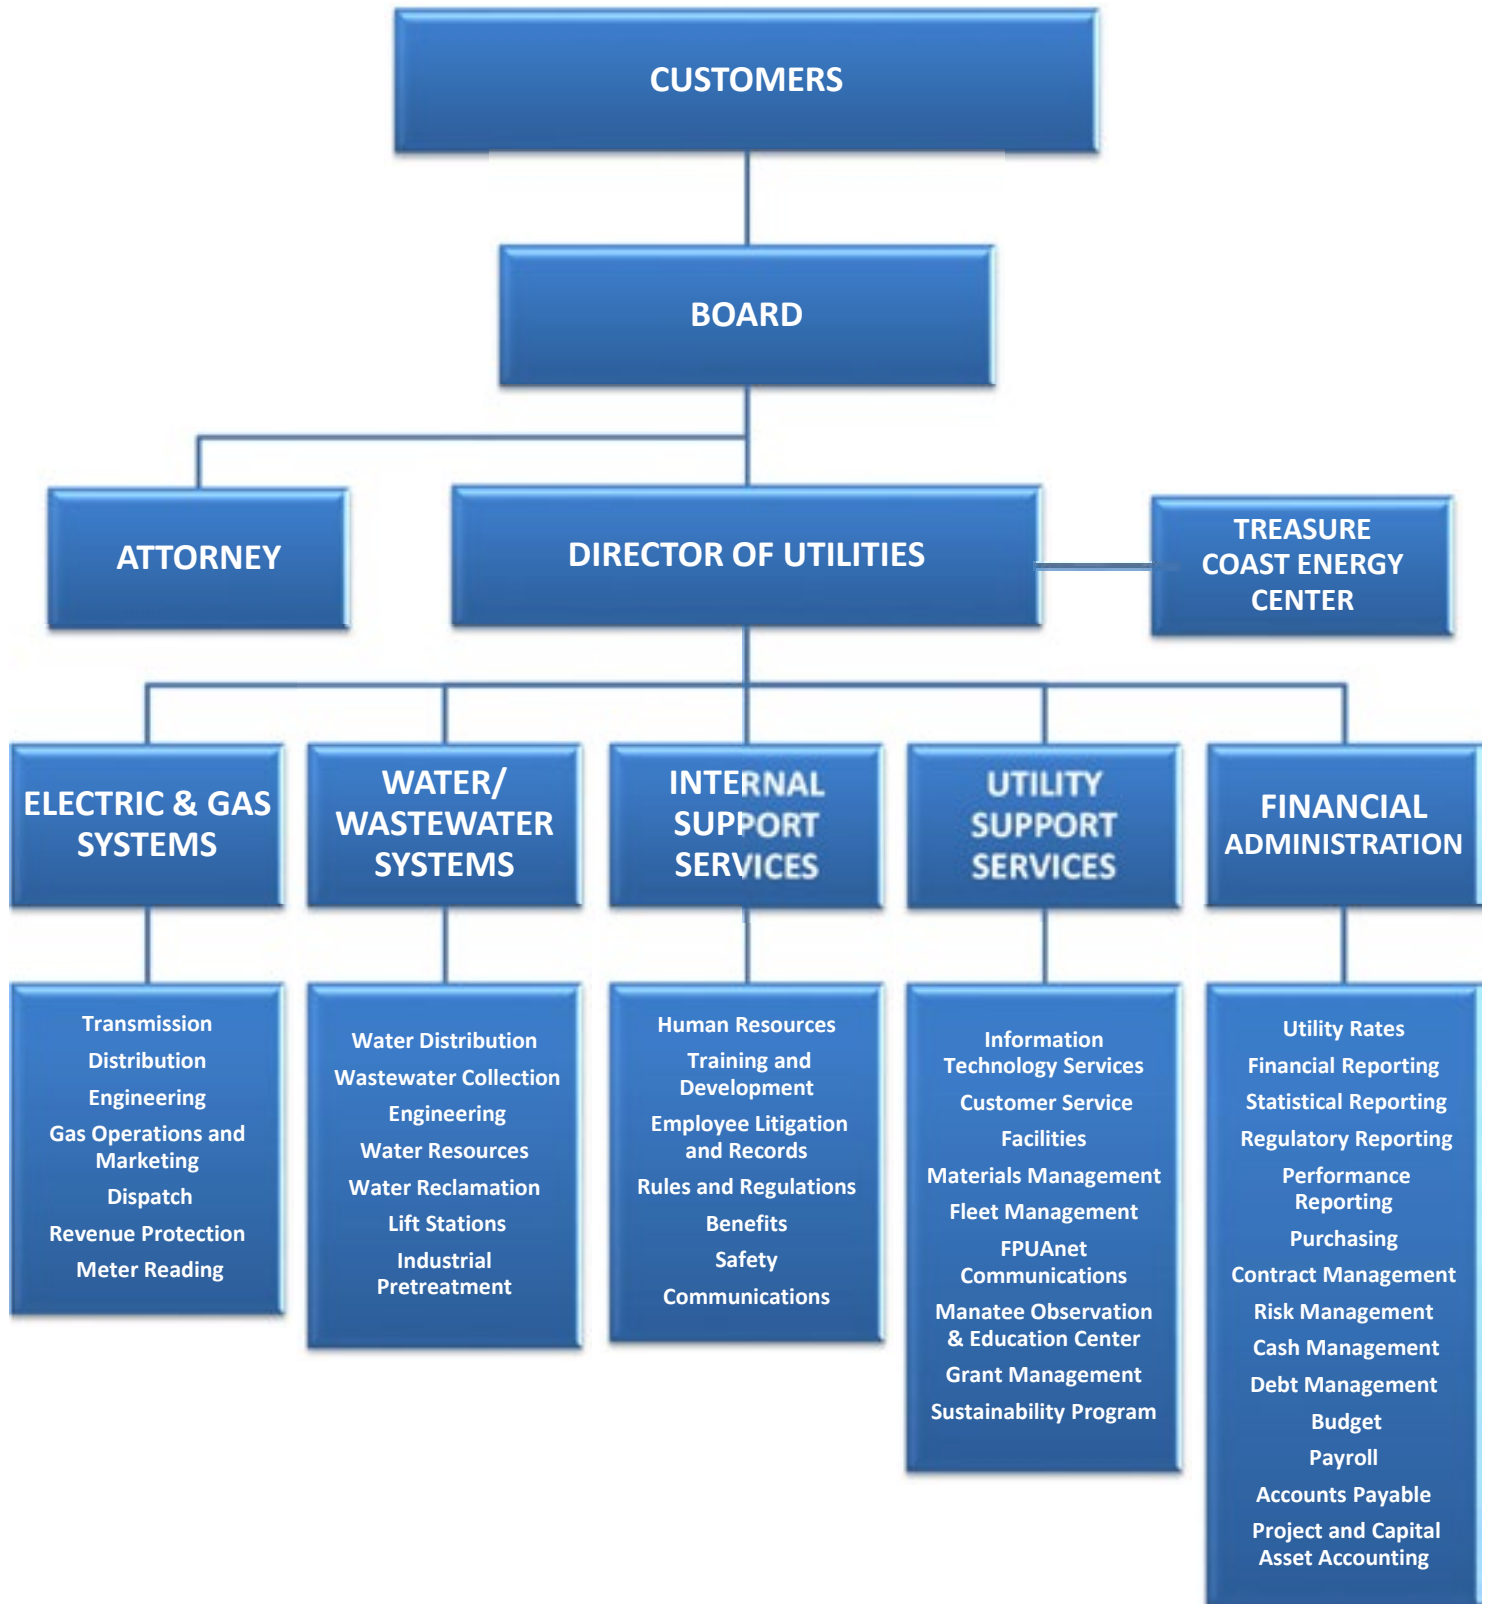 CUSTOMERS
BOARD
ATTORNEY
DIRECTOR OF UTILITIES
TREASURE
COAST ENERGY
CENTER
ELECTRIC & GAS
SYSTEMS
WATER/
WASTEWATER
SYSTEMS
INTERNAL
SUPPORT
SERVICES
UTILITY
SUPPORT
SERVICES
FINANCIAL
ADMINISTRATION
Transmission
Distribution
Engineering
Gas Operations and
Marketing
Dispatch
Revenue Protection
Meter Reading
Water Distribution
Wastewater Collection
Engineering
Water Resources
Water Reclamation
Lift Stations
Industrial
Pretreatment
Human Resources
Training and
Development
Employee Litigation
and Records
Rules and Regulations
Benefits
Safety
Communications
Information
Technology Services
Customer Service
Facilities
Materials Management
Fleet Management
FPUAnet
Communications
Manatee Observation
& Education Center
Grant Management
Sustainability Program
Utility Rates
Financial Reporting
Statistical Reporting
Regulatory Reporting
Performance
Reporting
Purchasing
Contract Management
Risk Management
Cash Management
Debt Management
Budget
Payroll
Accounts Payable
Project and Capital
Asset Accounting